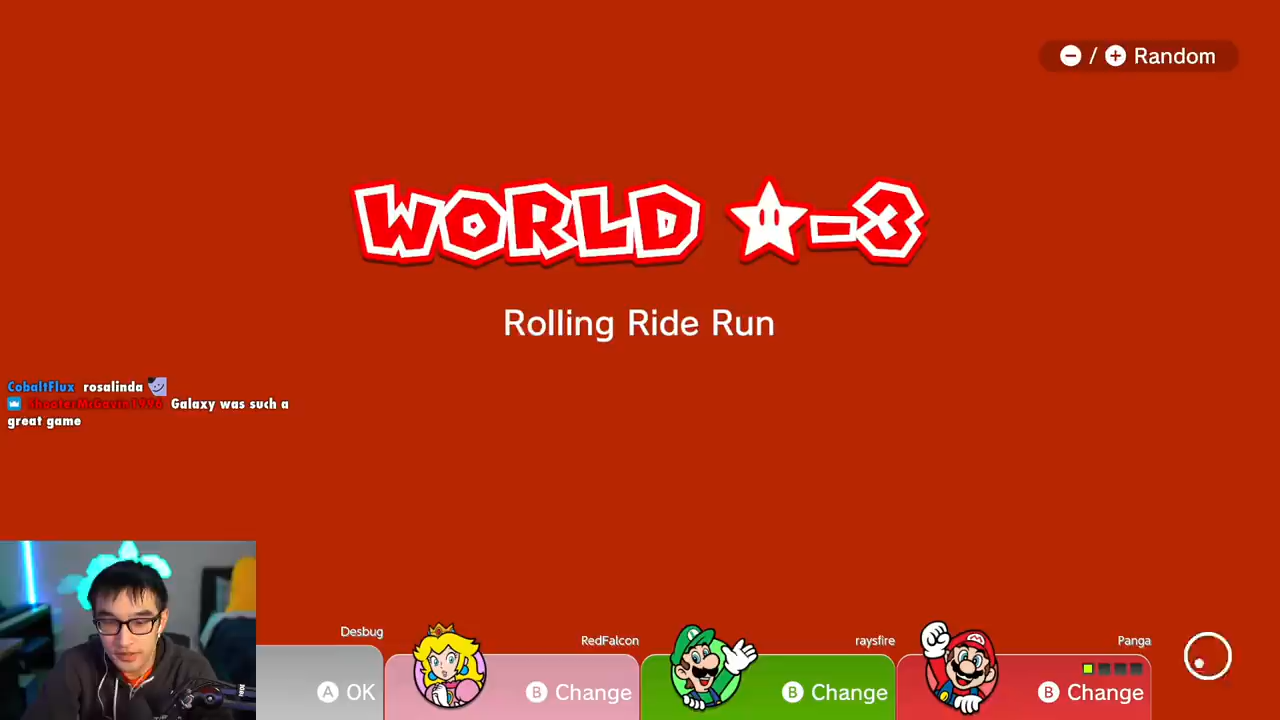 - / + Random
WORLD ★-3
Rolling Ride Run
CobaltFlux rosalinda
ShooterMcGavin1996 Galaxy was such a
great game
Desbug
RedFalcon
raysfire
Panga
A OK
B Change
B Change
B Change